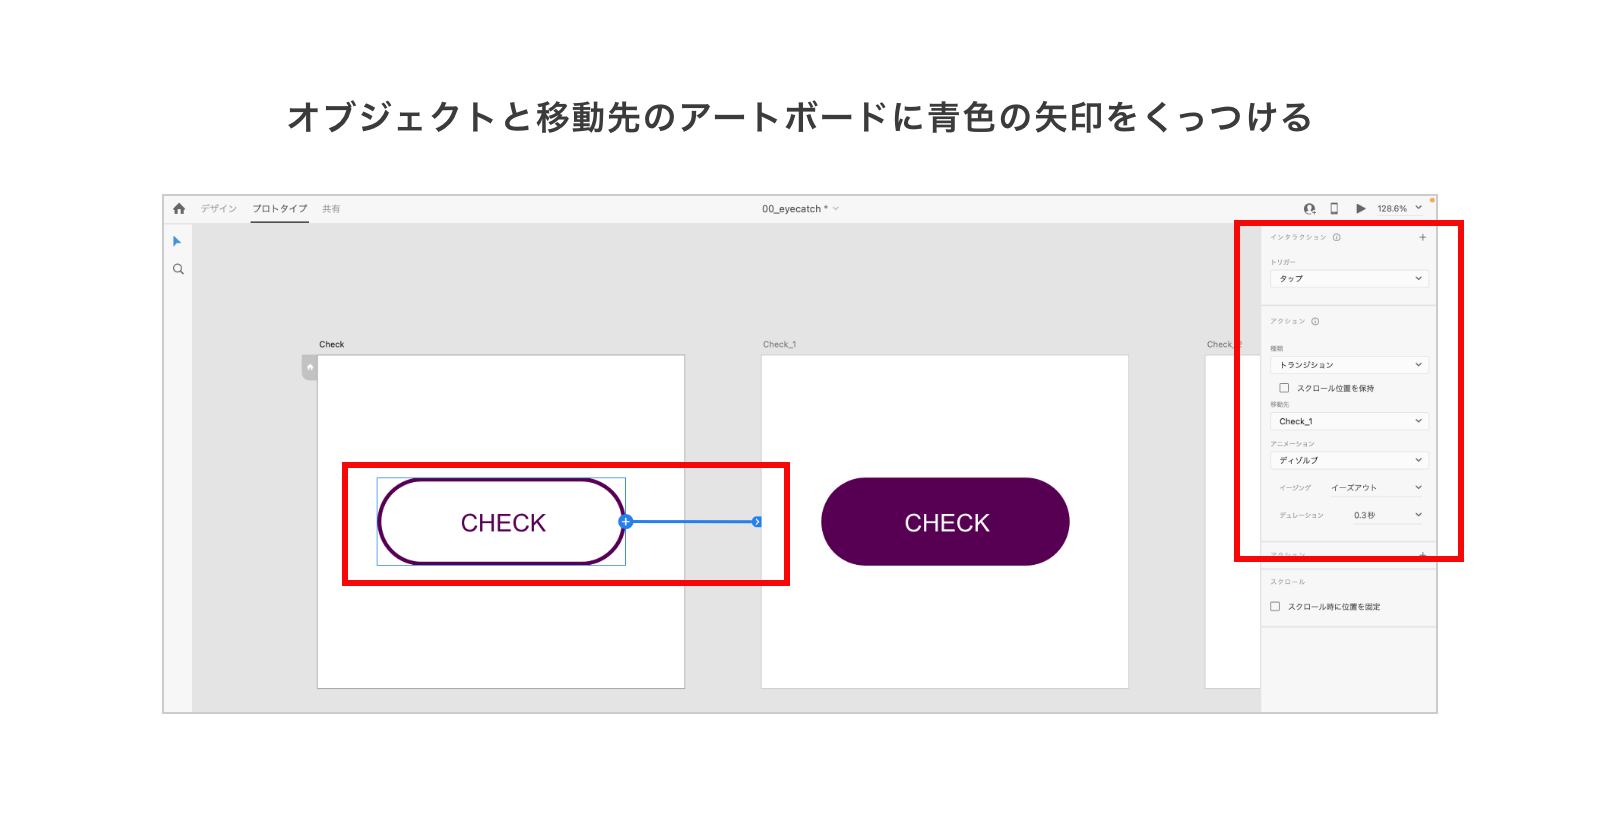 オブジェクトと移動先のアートボードに青色の矢印をくっつける
デザイン プロトタイプ 共有
00_eyecatch *
128.6%
インタラクション
トリガー
タップ
アクション
Check
Check_1
Check_2
種類
トランジション
スクロール位置を保持
移動先
Check_1
アニメーション
ディゾルブ
イージング イーズアウト
デュレーション 0.3 秒
CHECK
CHECK
アクション
スクロール
スクロール時に位置を固定